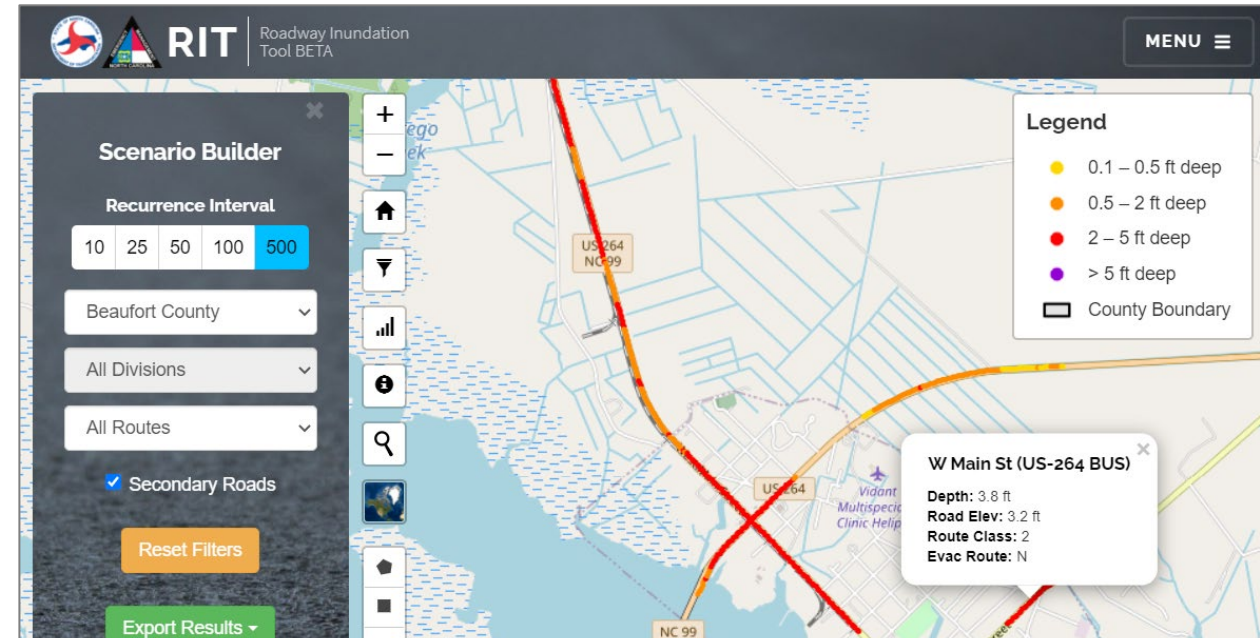 RIT
Roadway Inundation
Tool BETA
MENU
Scenario Builder
Recurrence Interval
10 25 50 100 500
Beaufort County
All Divisions
All Routes
Secondary Roads
Reset Filters
Export Results
+
−
US 264
NC 99
US 264
NC 99
Vidant
Clinic
Legend
0.1 – 0.5 ft deep
0.5 – 2 ft deep
2 – 5 ft deep
> 5 ft deep
County Boundary
W Main St (US-264 BUS)
Depth: 3.8 ft
Road Elev: 3.2 ft
Route Class: 2
Evac Route: N